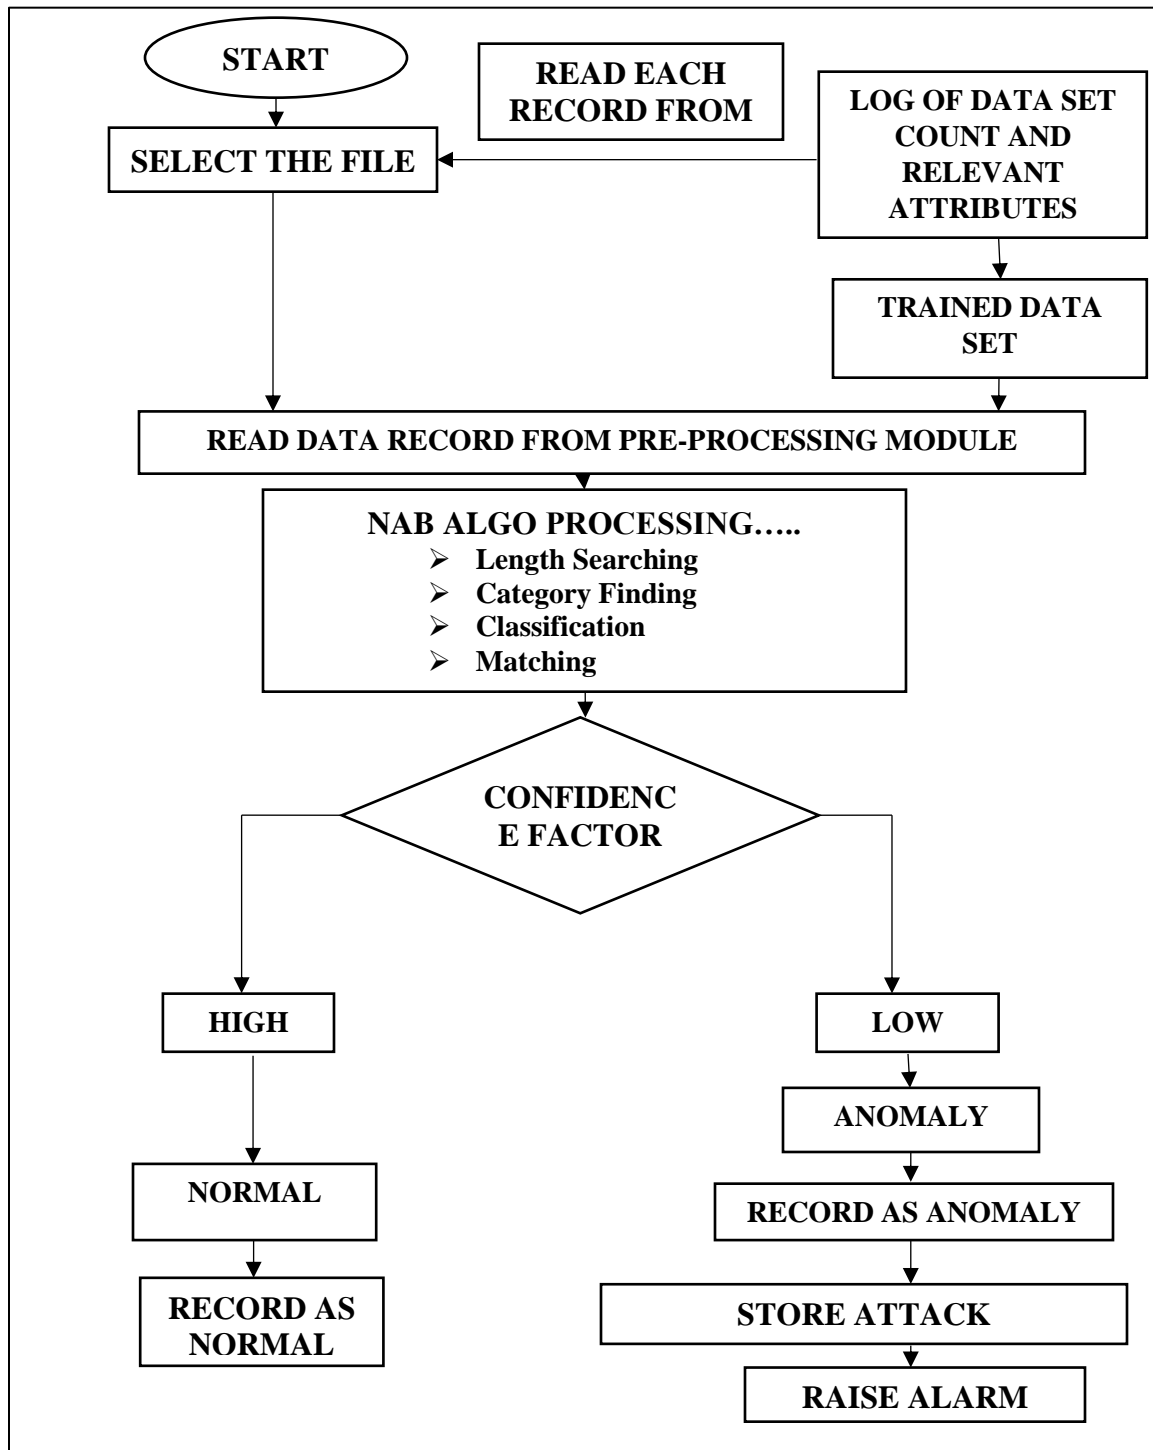 START
READ EACH
RECORD FROM
LOG OF DATA SET
COUNT AND
RELEVANT
ATTRIBUTES
SELECT THE FILE
TRAINED DATA
SET
READ DATA RECORD FROM PRE-PROCESSING MODULE
NAB ALGO PROCESSING…..
➢ Length Searching
➢ Category Finding
➢ Classification
➢ Matching
CONFIDENC
E FACTOR
HIGH
LOW
ANOMALY
NORMAL
RECORD AS ANOMALY
RECORD AS
NORMAL
STORE ATTACK
RAISE ALARM